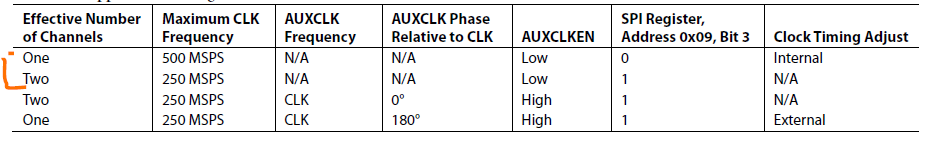 Effective Number of Channels | Maximum CLK Frequency | AUXCLK Frequency | AUXCLK Phase Relative to CLK | AUXCLKEN | SPI Register, Address 0x09, Bit 3 | Clock Timing Adjust
One | 500 MSPS | N/A | N/A | Low | 0 | Internal
Two | 250 MSPS | N/A | N/A | Low | 1 | N/A
Two | 250 MSPS | CLK | 0° | High | 1 | N/A
One | 250 MSPS | CLK | 180° | High | 1 | External